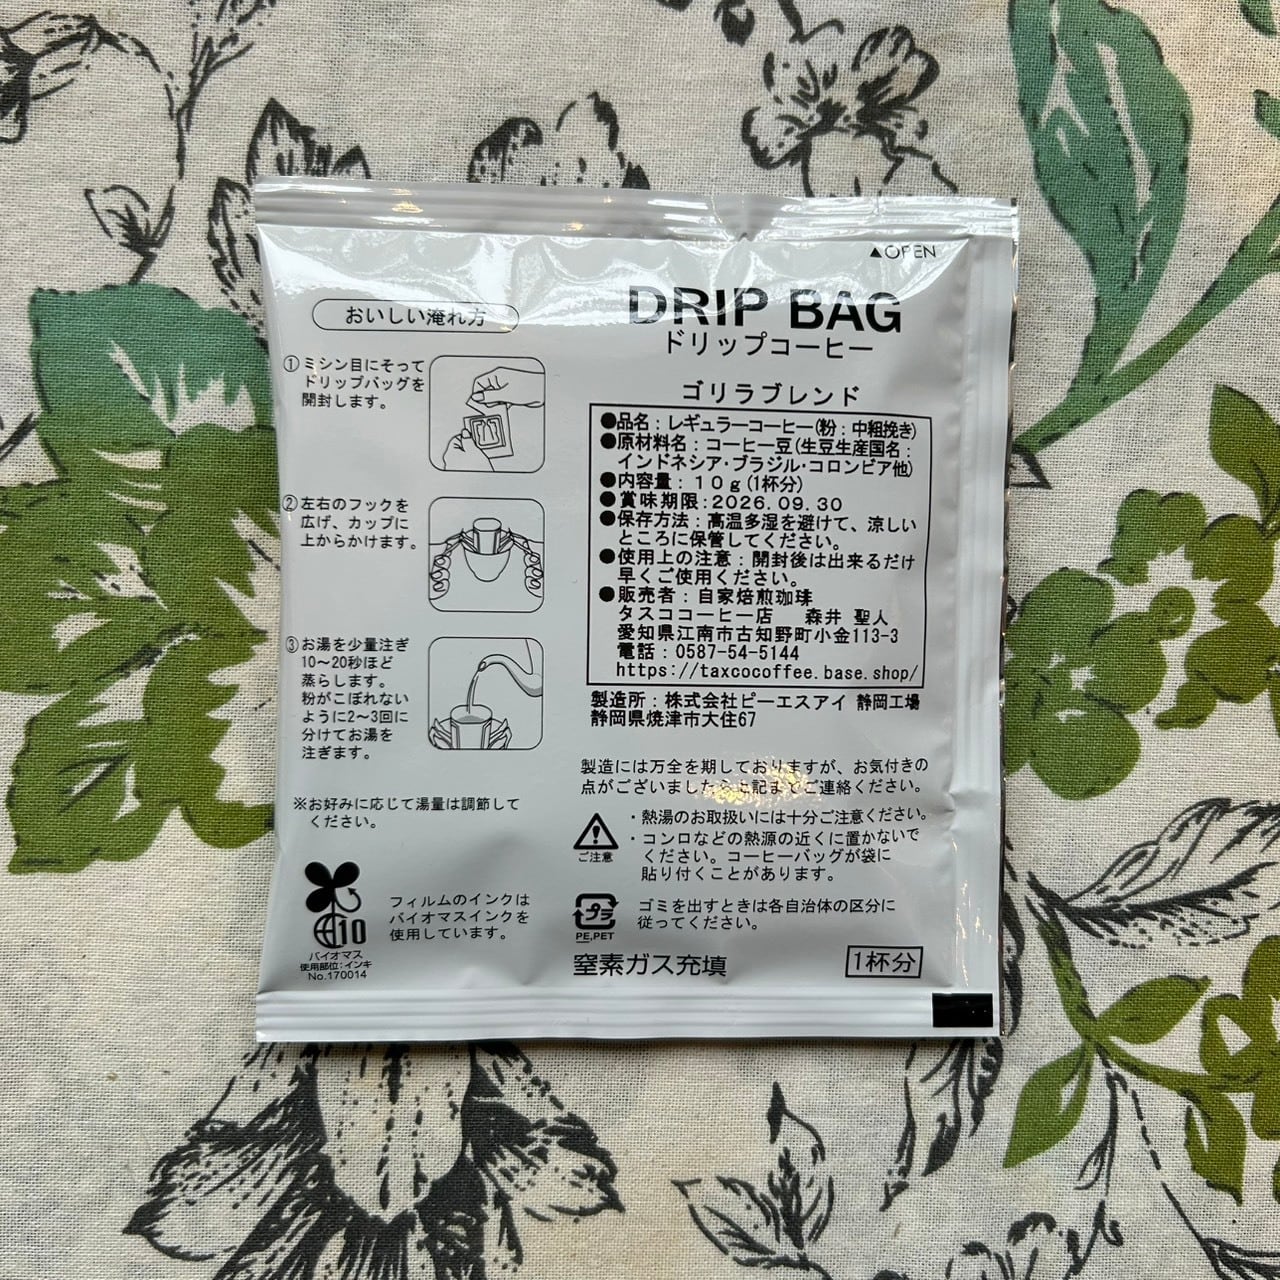 ▲OPEN
DRIP BAG
ドリップコーヒー
ゴリラブレンド
●品名：レギュラーコーヒー(粉：中粗挽き)
●原材料名：コーヒー豆(生豆生産国名：
インドネシア・ブラジル・コロンビア他)
●内容量：10g(1杯分)
●賞味期限:2026.09.30
●保存方法：高温多湿を避けて、涼しい
ところに保管してください。
●使用上の注意：開封後は出来るだけ
早くご使用ください。
●販売者：自家焙煎珈琲
タスココーヒー店 森井 聖人
愛知県江南市古知野町小金113-3
電話：0587-54-5144
https://taxcocoffee.base.shop/
製造所：株式会社ピーエスアイ 静岡工場
静岡県焼津市大住67
製造には万全を期しておりますが、お気付きの
点がございましたら上記までご連絡ください。
ご注意
・熱湯のお取扱いには十分ご注意ください。
・コンロなどの熱源の近くに置かないで
ください。コーヒーバッグが袋に
貼り付くことがあります。
プラ
PE,PET
ゴミを出すときは各自治体の区分に
従ってください。
窒素ガス充填
1杯分
おいしい淹れ方
①ミシン目にそって
ドリップバッグを
開封します。
②左右のフックを
広げ、カップに
上からかけます。
③お湯を少量注ぎ
10〜20秒ほど
蒸らします。
粉がこぼれない
ように2〜3回に
分けてお湯を
注ぎます。
※お好みに応じて湯量は調節して
ください。
10
バイオマス
使用部位：インキ
No.170014
フィルムのインクは
バイオマスインクを
使用しています。